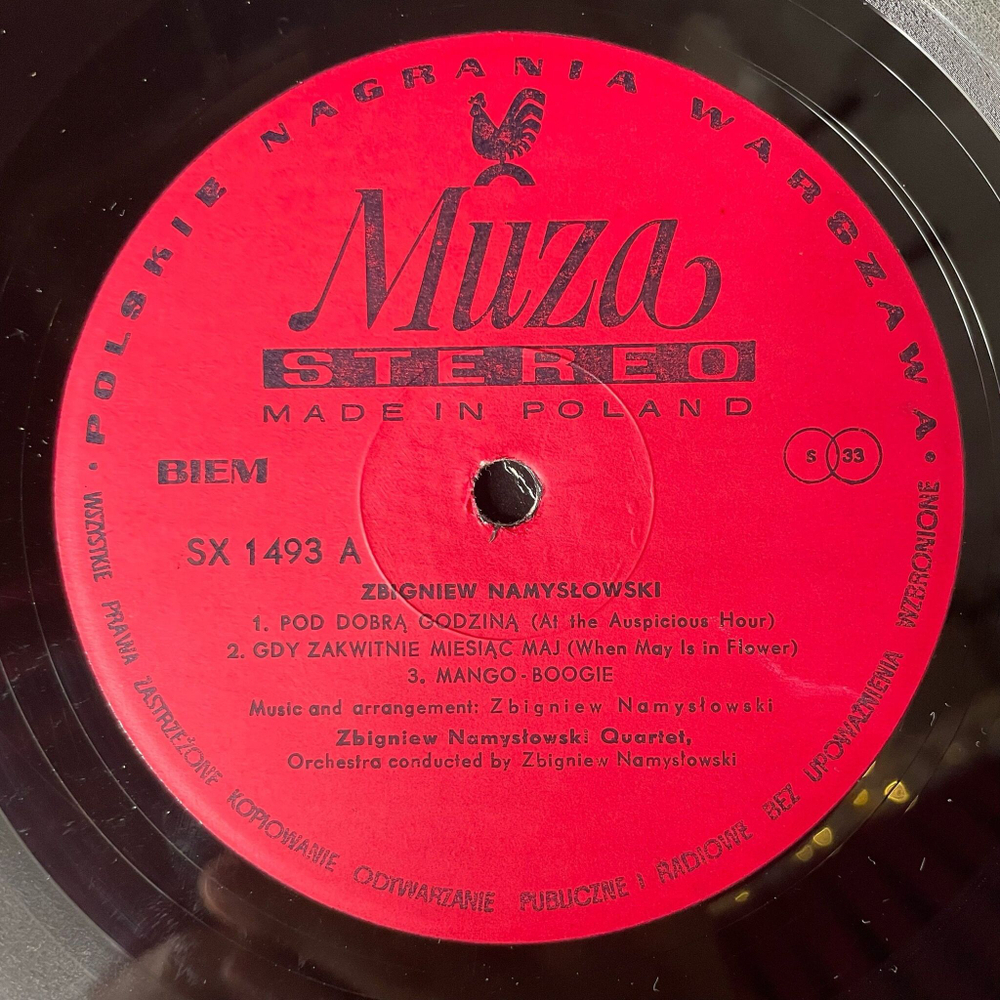 POLSKIE NAGRANIA WARSZAWA
Muza
STEREO
MADE IN POLAND
BIEM
S 33
SX 1493 A
ZBIGNIEW NAMYSŁOWSKI
1. POD DOBRĄ GODZINĄ (At the Auspicious Hour)
2. GDY ZAKWITNIE MIESIĄC MAJ (When May Is in Flower)
3. MANGO-BOOGIE
Music and arrangement: Zbigniew Namysłowski
Zbigniew Namysłowski Quartet,
Orchestra conducted by Zbigniew Namysłowski
WSZYSTKIE PRAWA ZASTRZEŻONE KOPIOWANIE ODTWARZANIE PUBLICZNE I RADIOWE BEZ UPOWAŻNIENIA WZBRONIONE